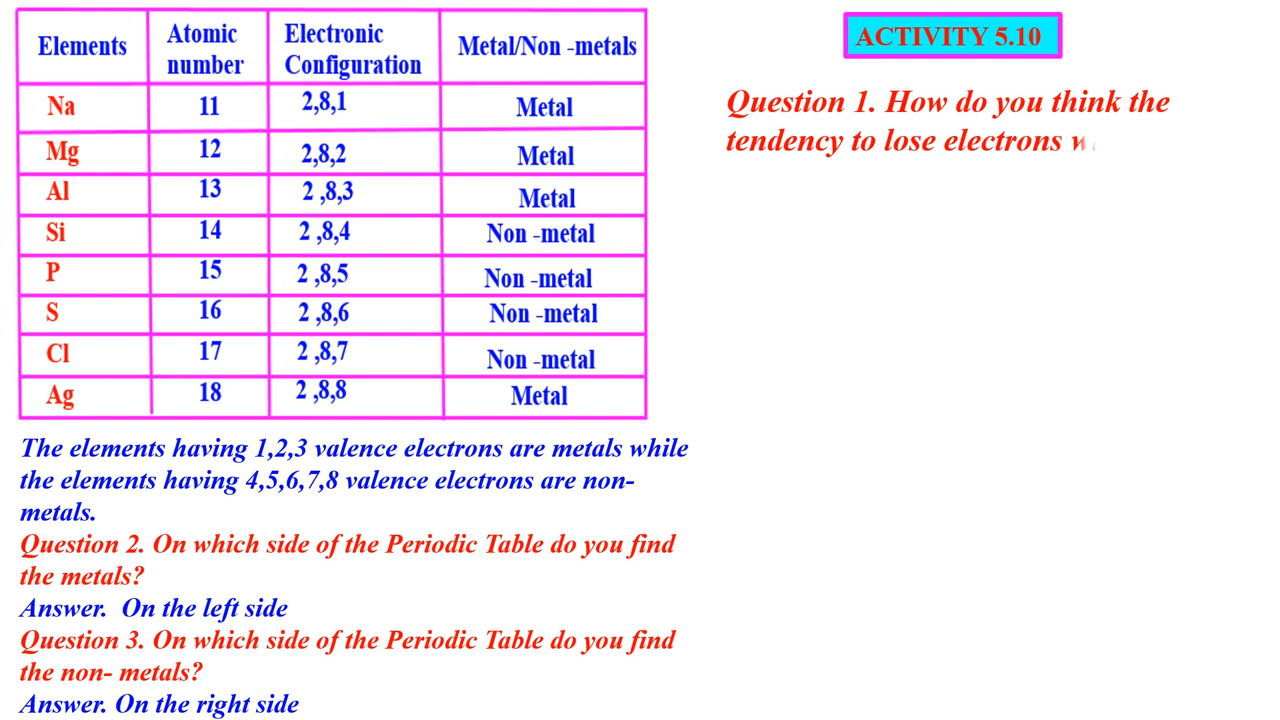 Elements Atomic number Electronic Configuration Metal/Non -metals
Na 11 2,8,1 Metal
Mg 12 2,8,2 Metal
Al 13 2 ,8,3 Metal
Si 14 2 ,8,4 Non -metal
P 15 2 ,8,5 Non -metal
S 16 2 ,8,6 Non -metal
Cl 17 2 ,8,7 Non -metal
Ag 18 2 ,8,8 Metal
The elements having 1,2,3 valence electrons are metals while
the elements having 4,5,6,7,8 valence electrons are non-
metals.
Question 2. On which side of the Periodic Table do you find
the metals?
Answer.  On the left side
Question 3. On which side of the Periodic Table do you find
the non- metals?
Answer. On the right side
ACTIVITY 5.10
Question 1. How do you think the
tendency to lose electrons